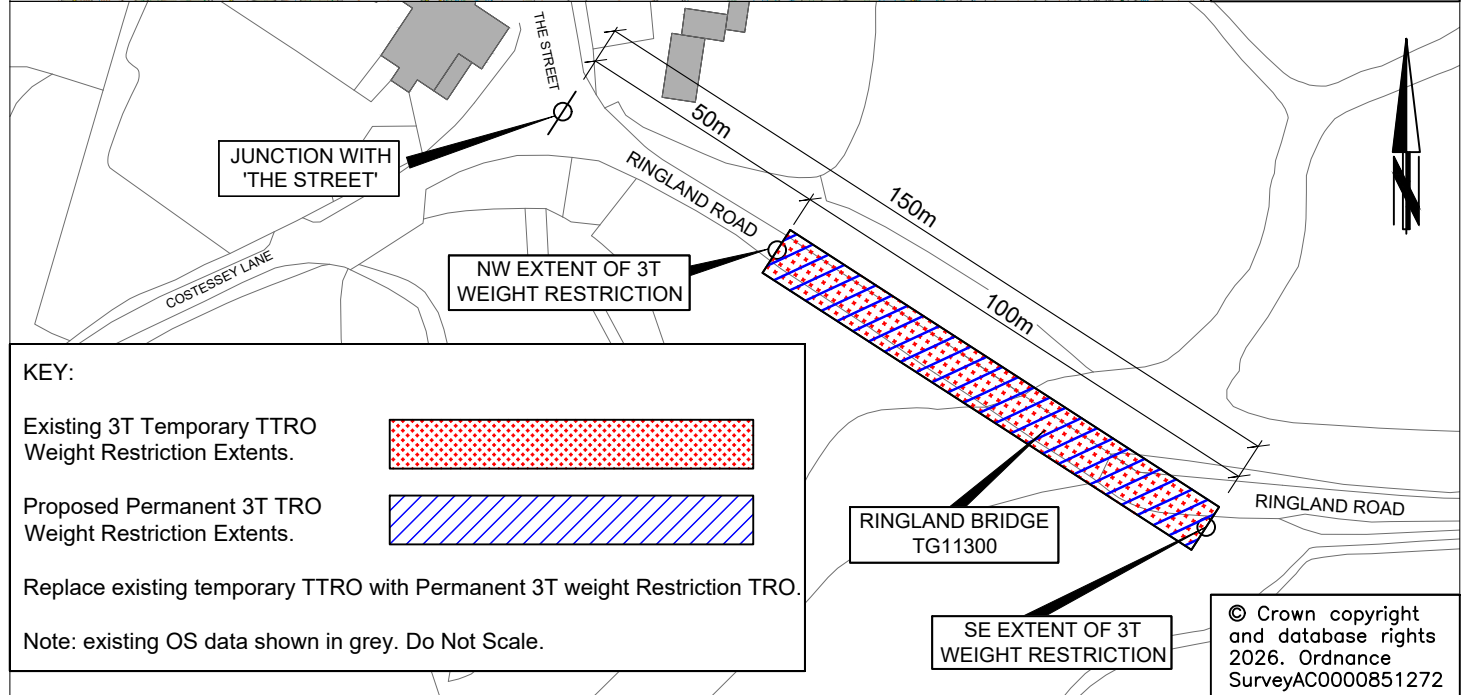 THE STREET
50m
JUNCTION WITH
'THE STREET'
RINGLAND ROAD
150m
N
COSTESSEY LANE
NW EXTENT OF 3T
WEIGHT RESTRICTION
100m
KEY:
Existing 3T Temporary TTRO
Weight Restriction Extents.
Proposed Permanent 3T TRO
Weight Restriction Extents.
Replace existing temporary TTRO with Permanent 3T weight Restriction TRO.
Note: existing OS data shown in grey. Do Not Scale.
RINGLAND ROAD
RINGLAND BRIDGE
TG11300
SE EXTENT OF 3T
WEIGHT RESTRICTION
© Crown copyright
and database rights
2026. Ordnance
SurveyAC0000851272